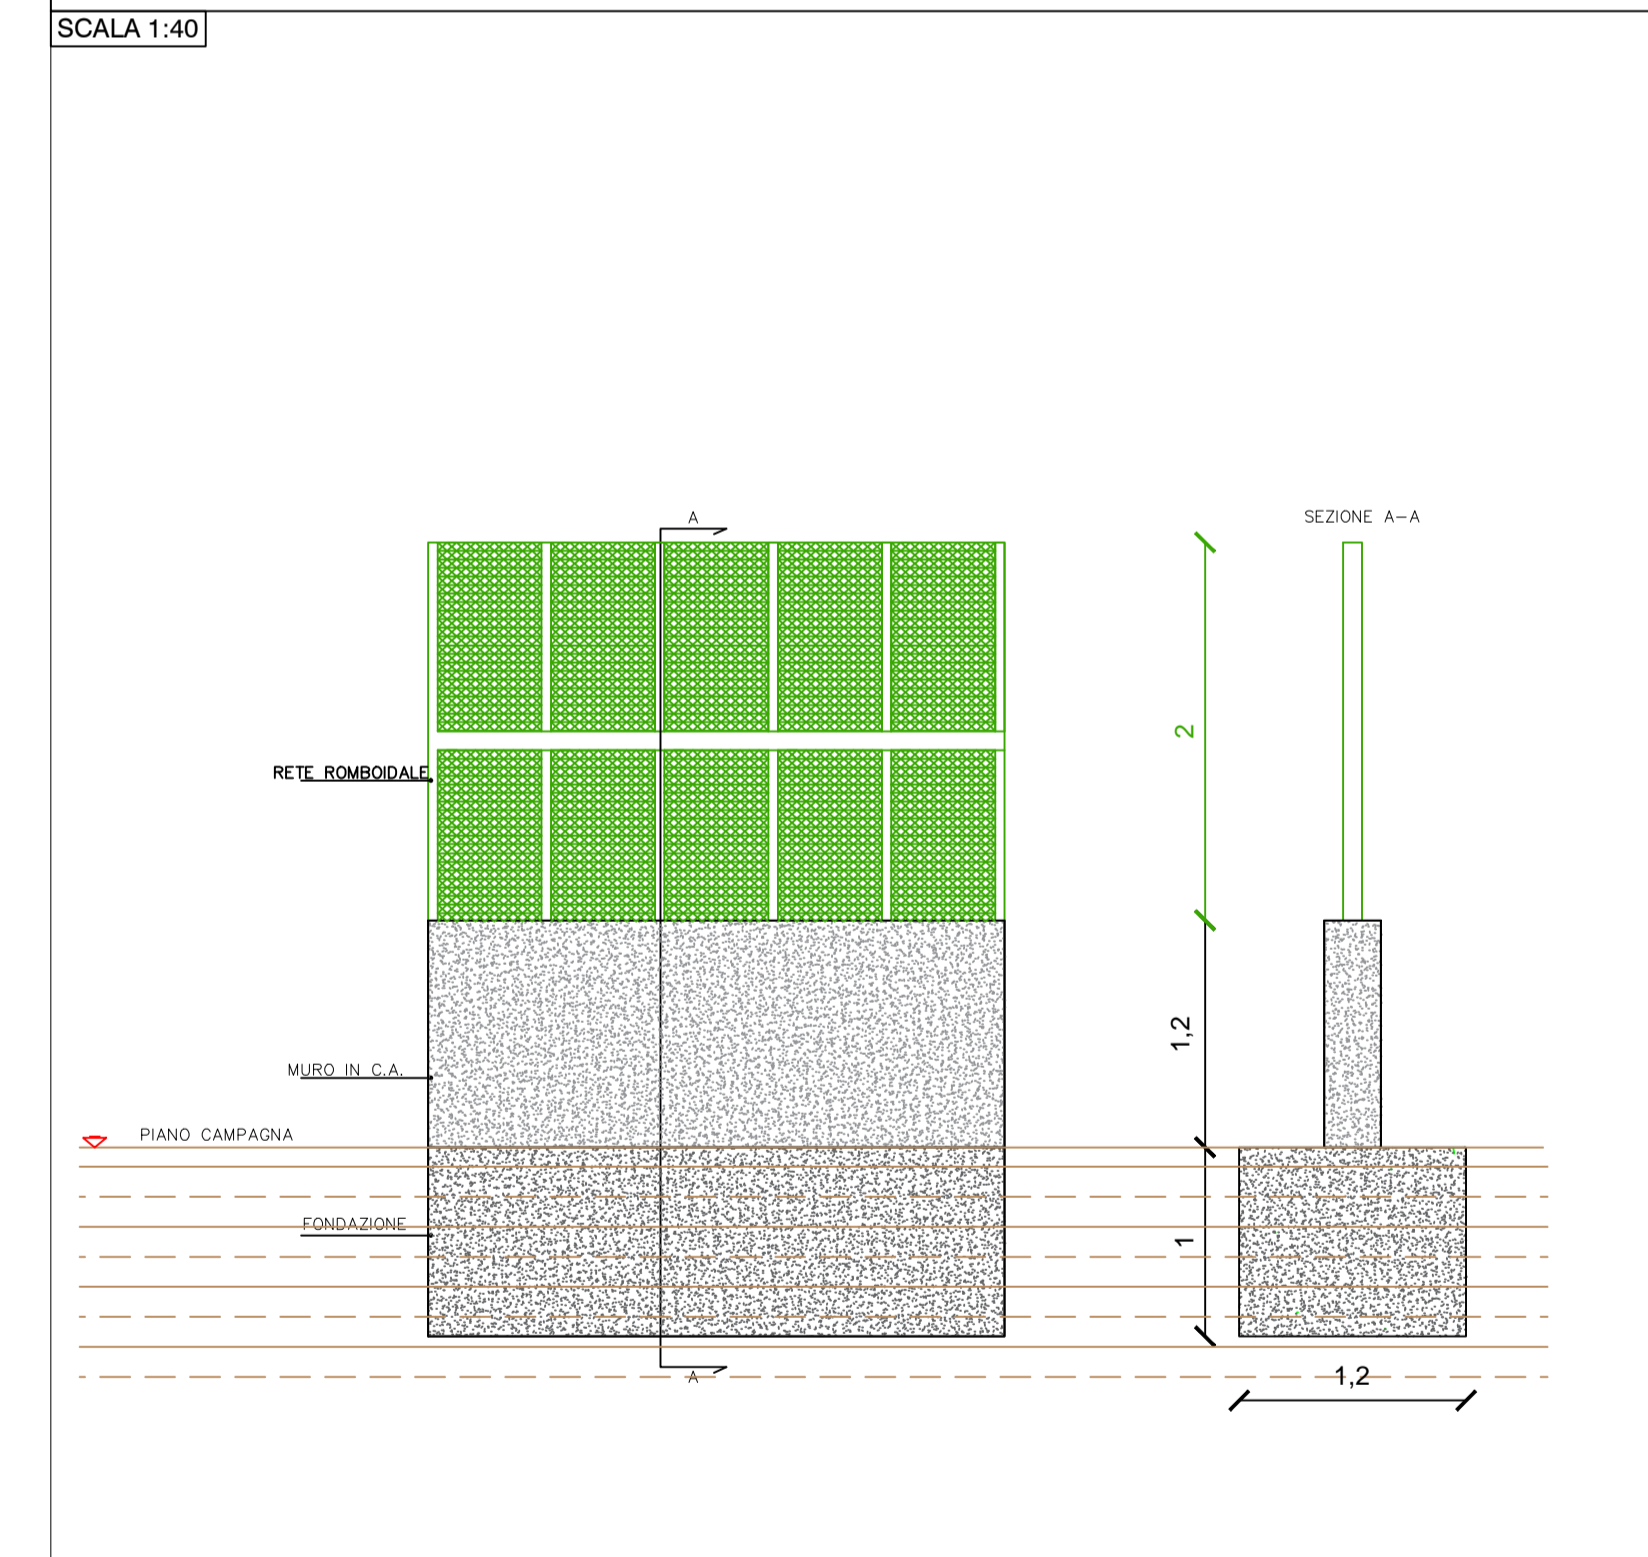 SCALA 1:40
A
SEZIONE A-A
2
RETE ROMBOIDALE
1,2
MURO IN C.A.
PIANO CAMPAGNA
FONDAZIONE
1
A
1,2